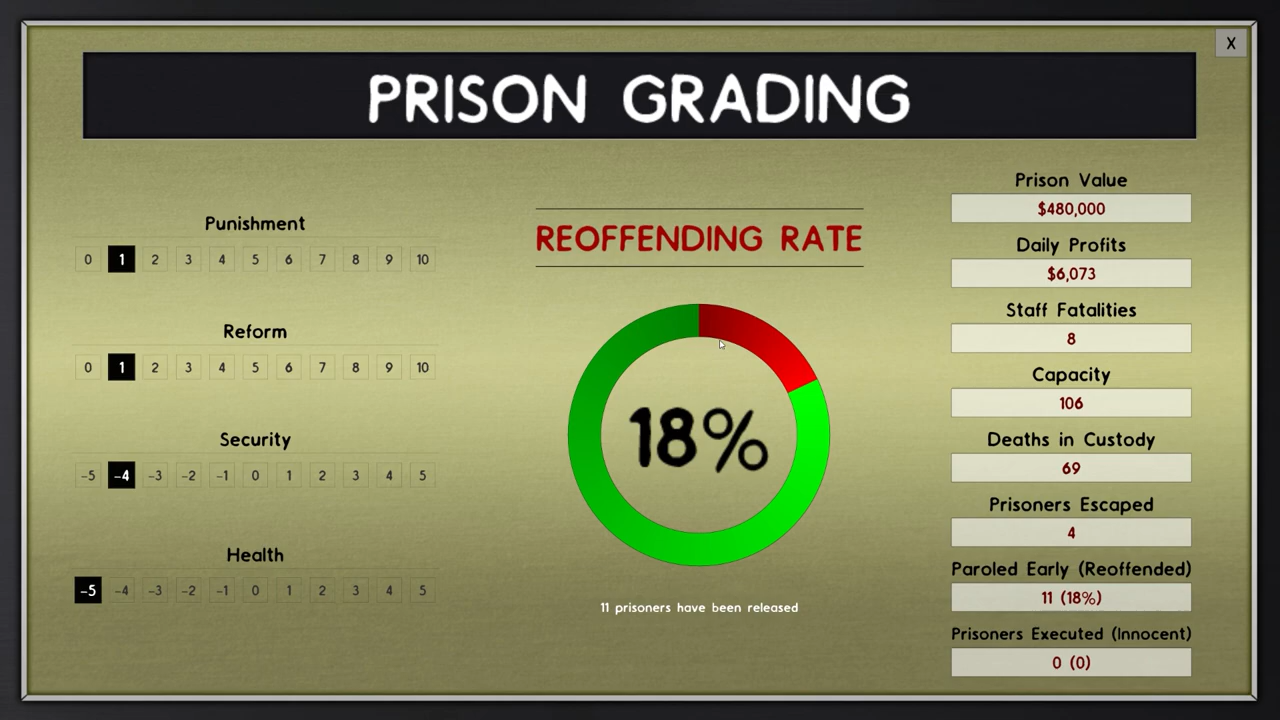 X
PRISON GRADING
Punishment
0 1 2 3 4 5 6 7 8 9 10
Reform
0 1 2 3 4 5 6 7 8 9 10
Security
-5 -4 -3 -2 -1 0 1 2 3 4 5
Health
-5 -4 -3 -2 -1 0 1 2 3 4 5
REOFFENDING RATE
18%
11 prisoners have been released
Prison Value
$480,000
Daily Profits
$6,073
Staff Fatalities
8
Capacity
106
Deaths in Custody
69
Prisoners Escaped
4
Paroled Early (Reoffended)
11 (18%)
Prisoners Executed (Innocent)
0 (0)